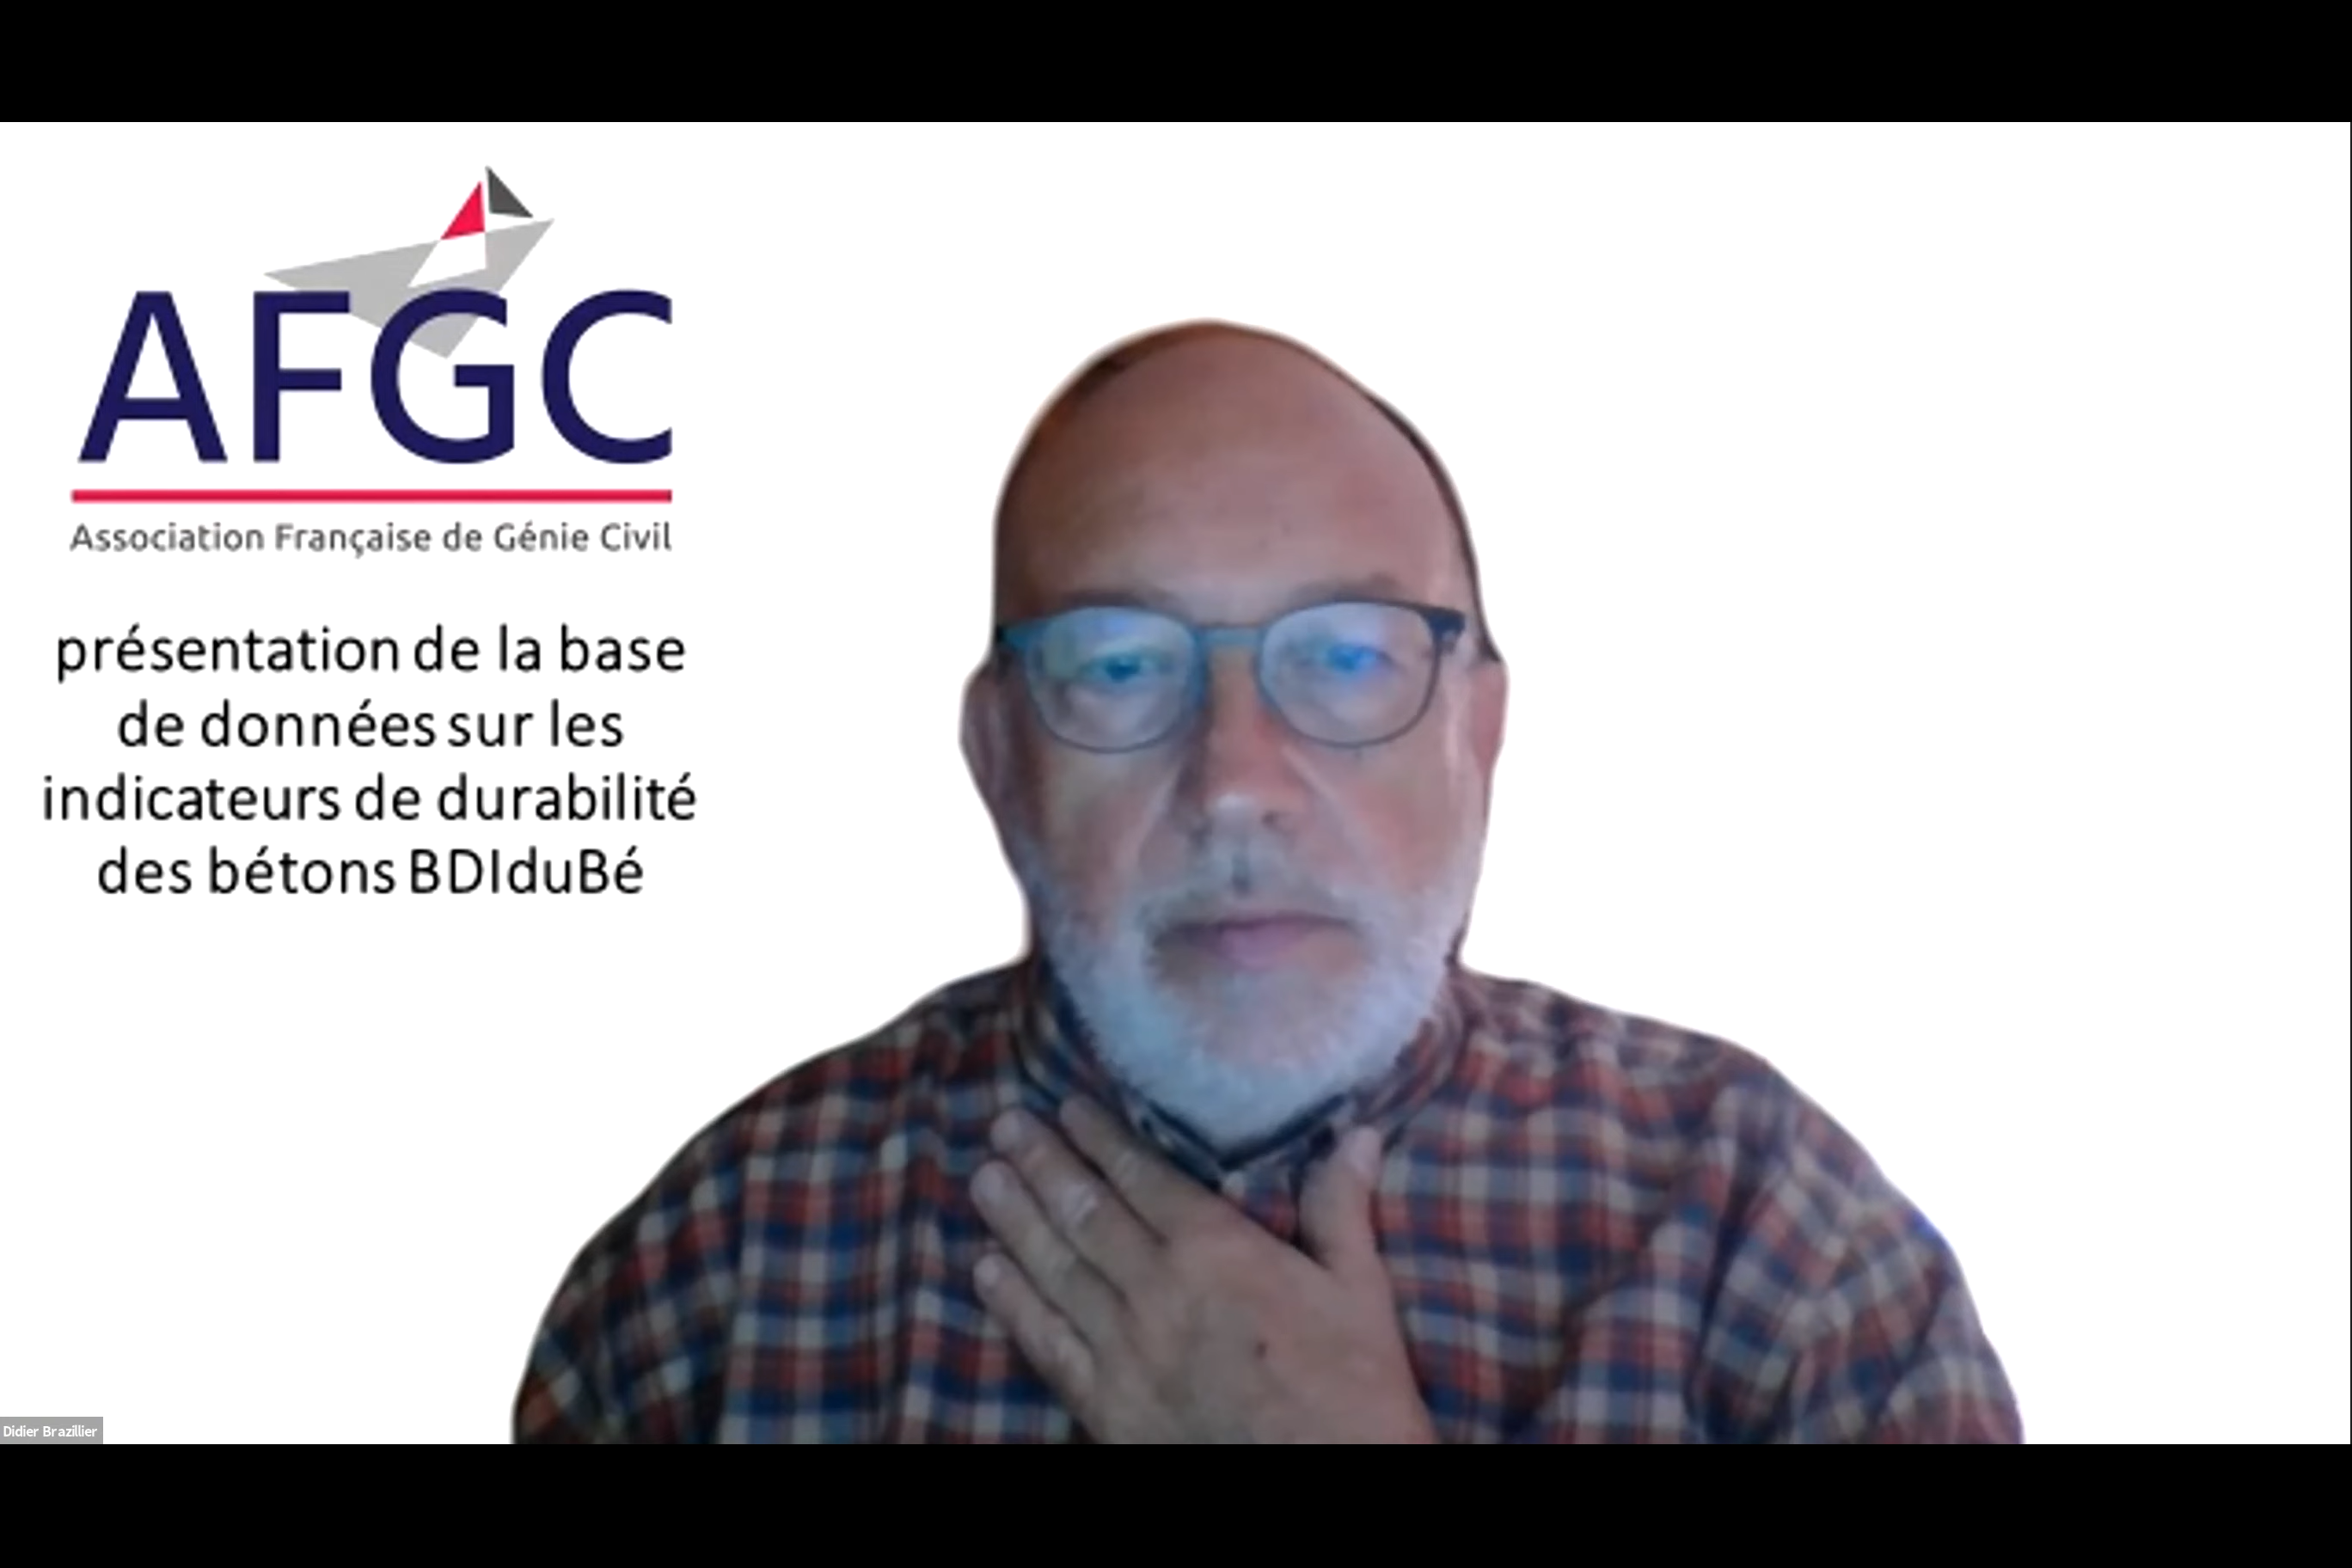 AFGC
Association Française de Génie Civil
présentation de la base
de données sur les
indicateurs de durabilité
des bétons BDIduBé
Didier Brazillier